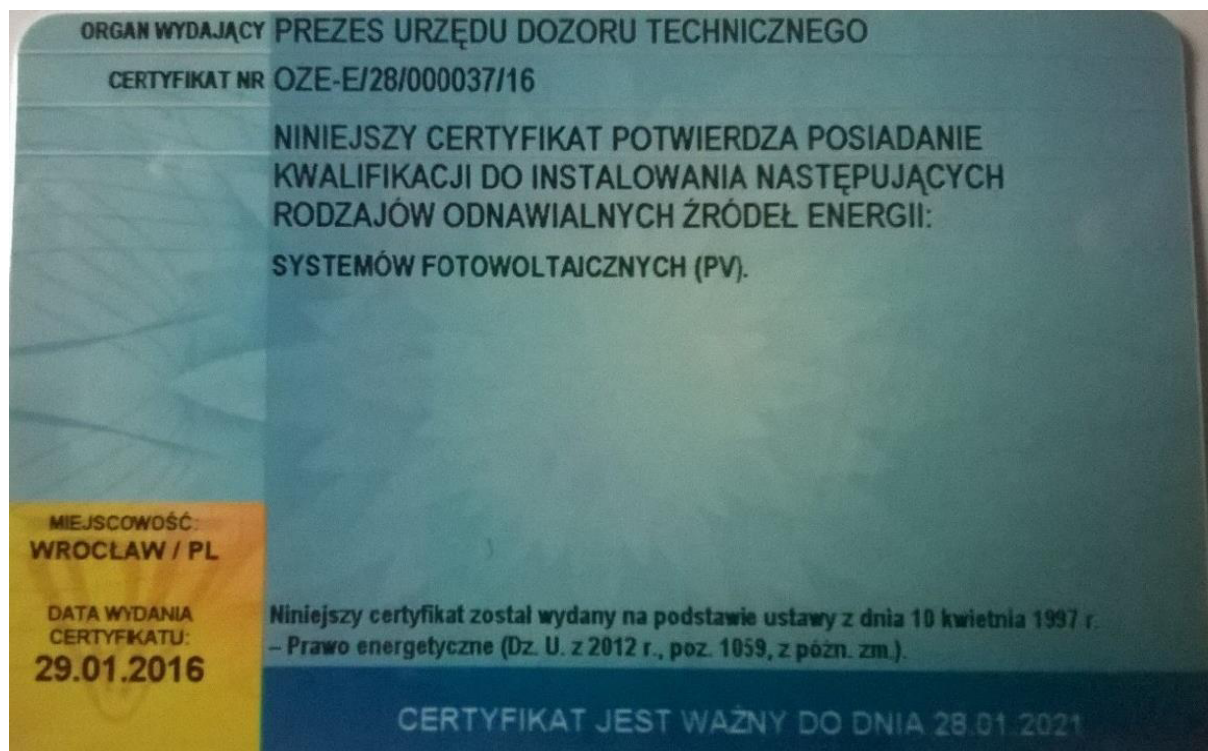 ORGAN WYDAJĄCY PREZES URZĘDU DOZORU TECHNICZNEGO
CERTYFIKAT NR OZE-E/28/000037/16
NINIEJSZY CERTYFIKAT POTWIERDZA POSIADANIE
KWALIFIKACJI DO INSTALOWANIA NASTĘPUJĄCYCH
RODZAJÓW ODNAWIALNYCH ŹRÓDEŁ ENERGII:
SYSTEMÓW FOTOWOLTAICZNYCH (PV).
MIEJSCOWOŚĆ:
WROCŁAW / PL
DATA WYDANIA
CERTYFIKATU:
29.01.2016
Niniejszy certyfikat został wydany na podstawie ustawy z dnia 10 kwietnia 1997 r.
– Prawo energetyczne (Dz. U. z 2012 r., poz. 1059, z późn. zm.).
CERTYFIKAT JEST WAŻNY DO DNIA 28.01.2021